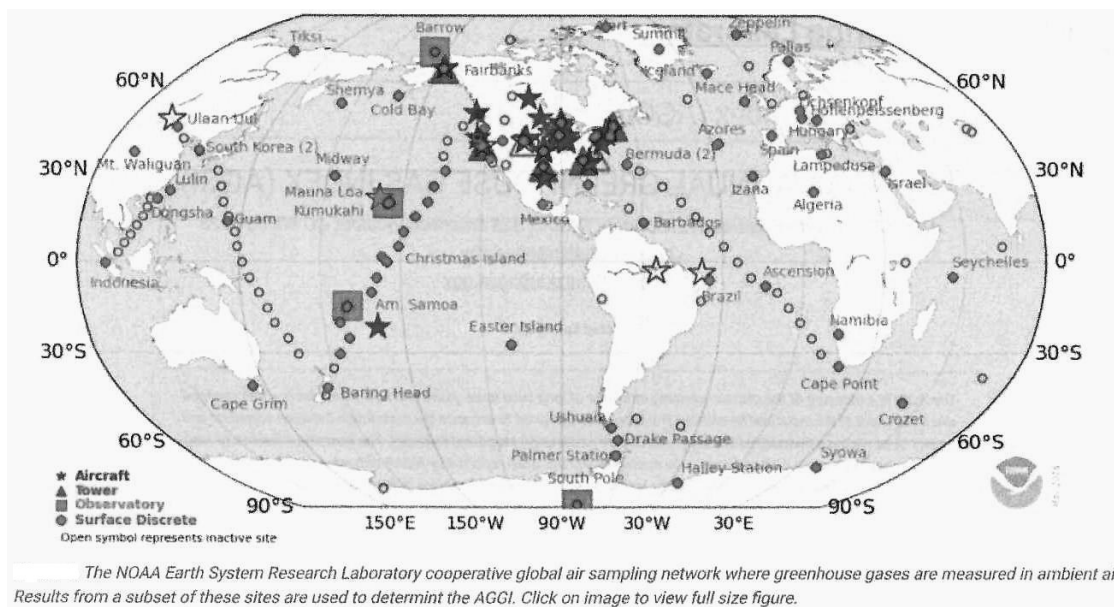 Barrow
Tiksi
Alert
Summit
Zeppelin
Pallas
60°N
60°N
Fairbanks
Iceland
Shemya
Cold Bay
Mace Head
Ochsenkopf
Hohenpeissenberg
Ulaan Uul
South Korea (2)
Azores
Hungary
30°N
Mt. Waliguan
Midway
Bermuda (2)
Spain
Lampedusa
30°N
Lulin
Mauna Loa
Izana
Israel
Dongsha
Kumukahi
Mexico
Algeria
Guam
Barbados
0°
Christmas Island
Ascension
Seychelles
0°
Indonesia
Am. Samoa
Brazil
Easter Island
Namibia
30°S
30°S
Cape Grim
Baring Head
Cape Point
Crozet
Ushuaia
60°S
Drake Passage
60°S
Palmer Station
Halley Station
Syowa
South Pole
Aircraft
Tower
Observatory
Surface Discrete
Open symbol represents inactive site
90°S
150°E
150°W
90°W
30°W
30°E
90°S
The NOAA Earth System Research Laboratory cooperative global air sampling network where greenhouse gases are measured in ambient
Results from a subset of these sites are used to determint the AGGI. Click on image to view full size figure.